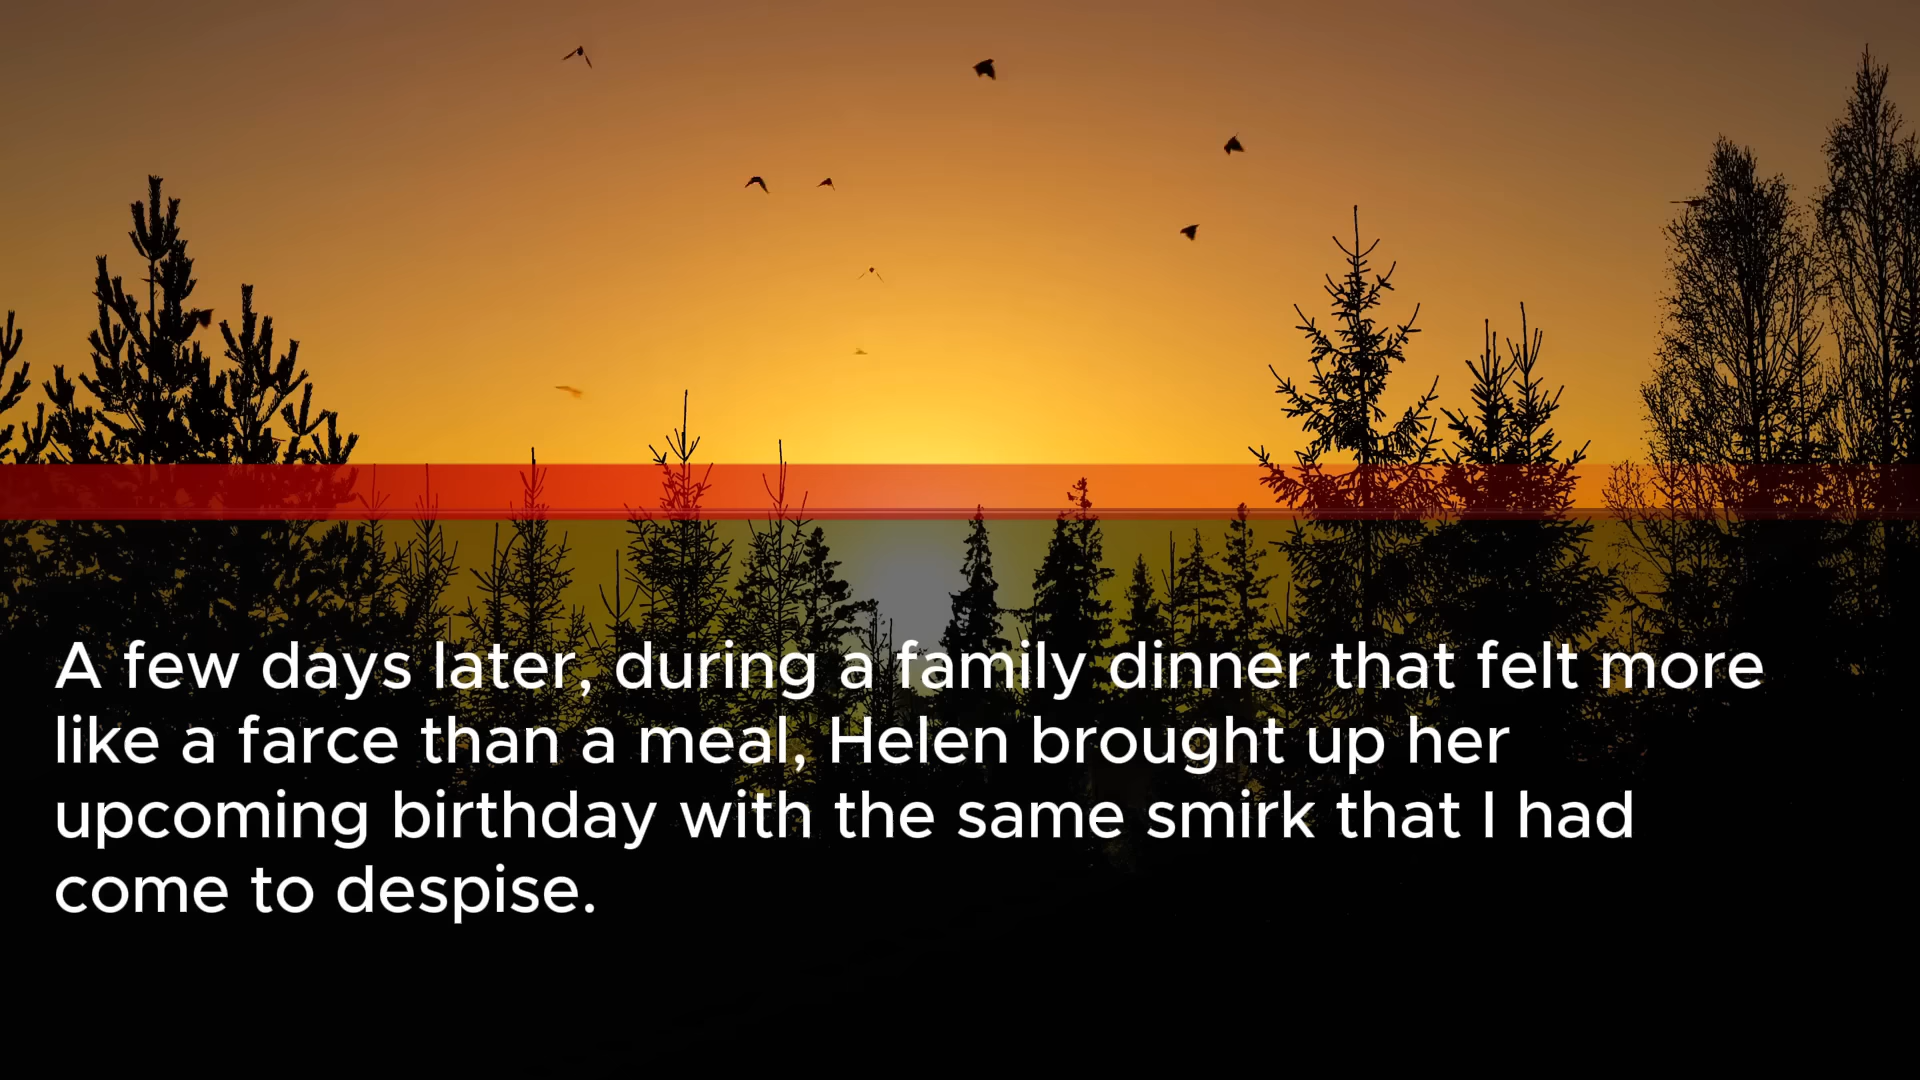 A few days later, during a family dinner that felt more
like a farce than a meal, Helen brought up her
upcoming birthday with the same smirk that I had
come to despise.